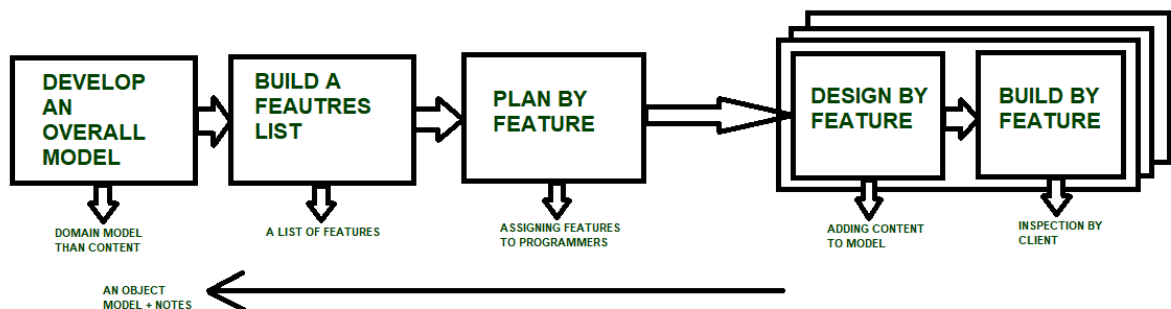 DEVELOP
AN
OVERALL
MODEL
BUILD A
FEAUTRES
LIST
PLAN BY
FEATURE
DESIGN BY
FEATURE
BUILD BY
FEATURE
DOMAIN MODEL
THAN CONTENT
A LIST OF FEATURES
ASSIGNING FEATURES
TO PROGRAMMERS
ADDING CONTENT
TO MODEL
INSPECTION BY
CLIENT
AN OBJECT
MODEL + NOTES